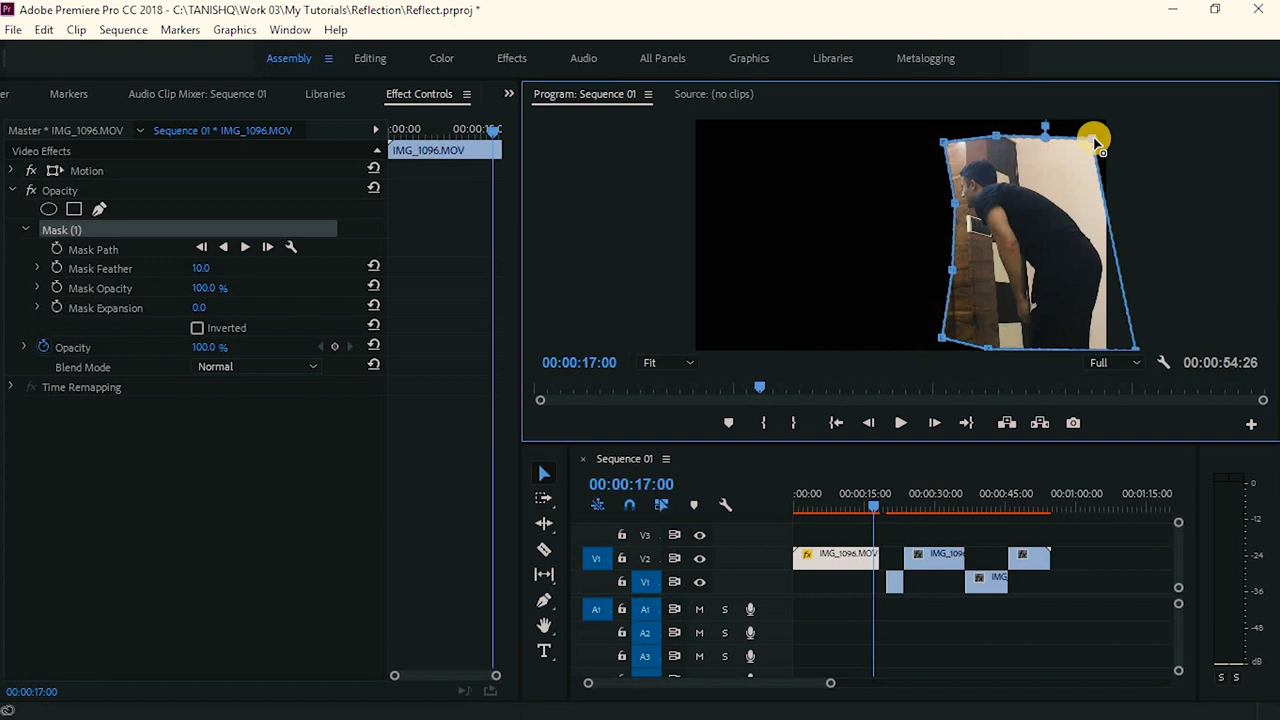 Adobe Premiere Pro CC 2018 - C:\TANISHQ\Work 03\My Tutorials\Reflection\Reflect.prproj *
File Edit Clip Sequence Markers Graphics Window Help
Assembly Editing Color Effects Audio All Panels Graphics Libraries Metalogging
Markers Audio Clip Mixer: Sequence 01 Libraries Effect Controls
Program: Sequence 01 Source: (no clips)
Master * IMG_1096.MOV Sequence 01 * IMG_1096.MOV :00:00
Video Effects IMG_1096.MOV
fx Motion
fx Opacity
Mask (1)
Mask Path
Mask Feather 10.0
Mask Opacity 100.0 %
Mask Expansion 0.0
Inverted
Opacity 100.0 %
Blend Mode Normal
fx Time Remapping
00:00:17:00 Fit Full 00:00:54:26
Sequence 01
00:00:17:00
:00:00 00:00:15:00 00:00:30:00 00:00:45:00 00:01:00:00 00:01:15:00
V3
V1 V2 fx IMG_1096.MOV fx fx
V1 fx
A1 A1 M S
A2 M S
A3 M S
0
-12
-24
-36
-48
dB
S S
00:00:17:00